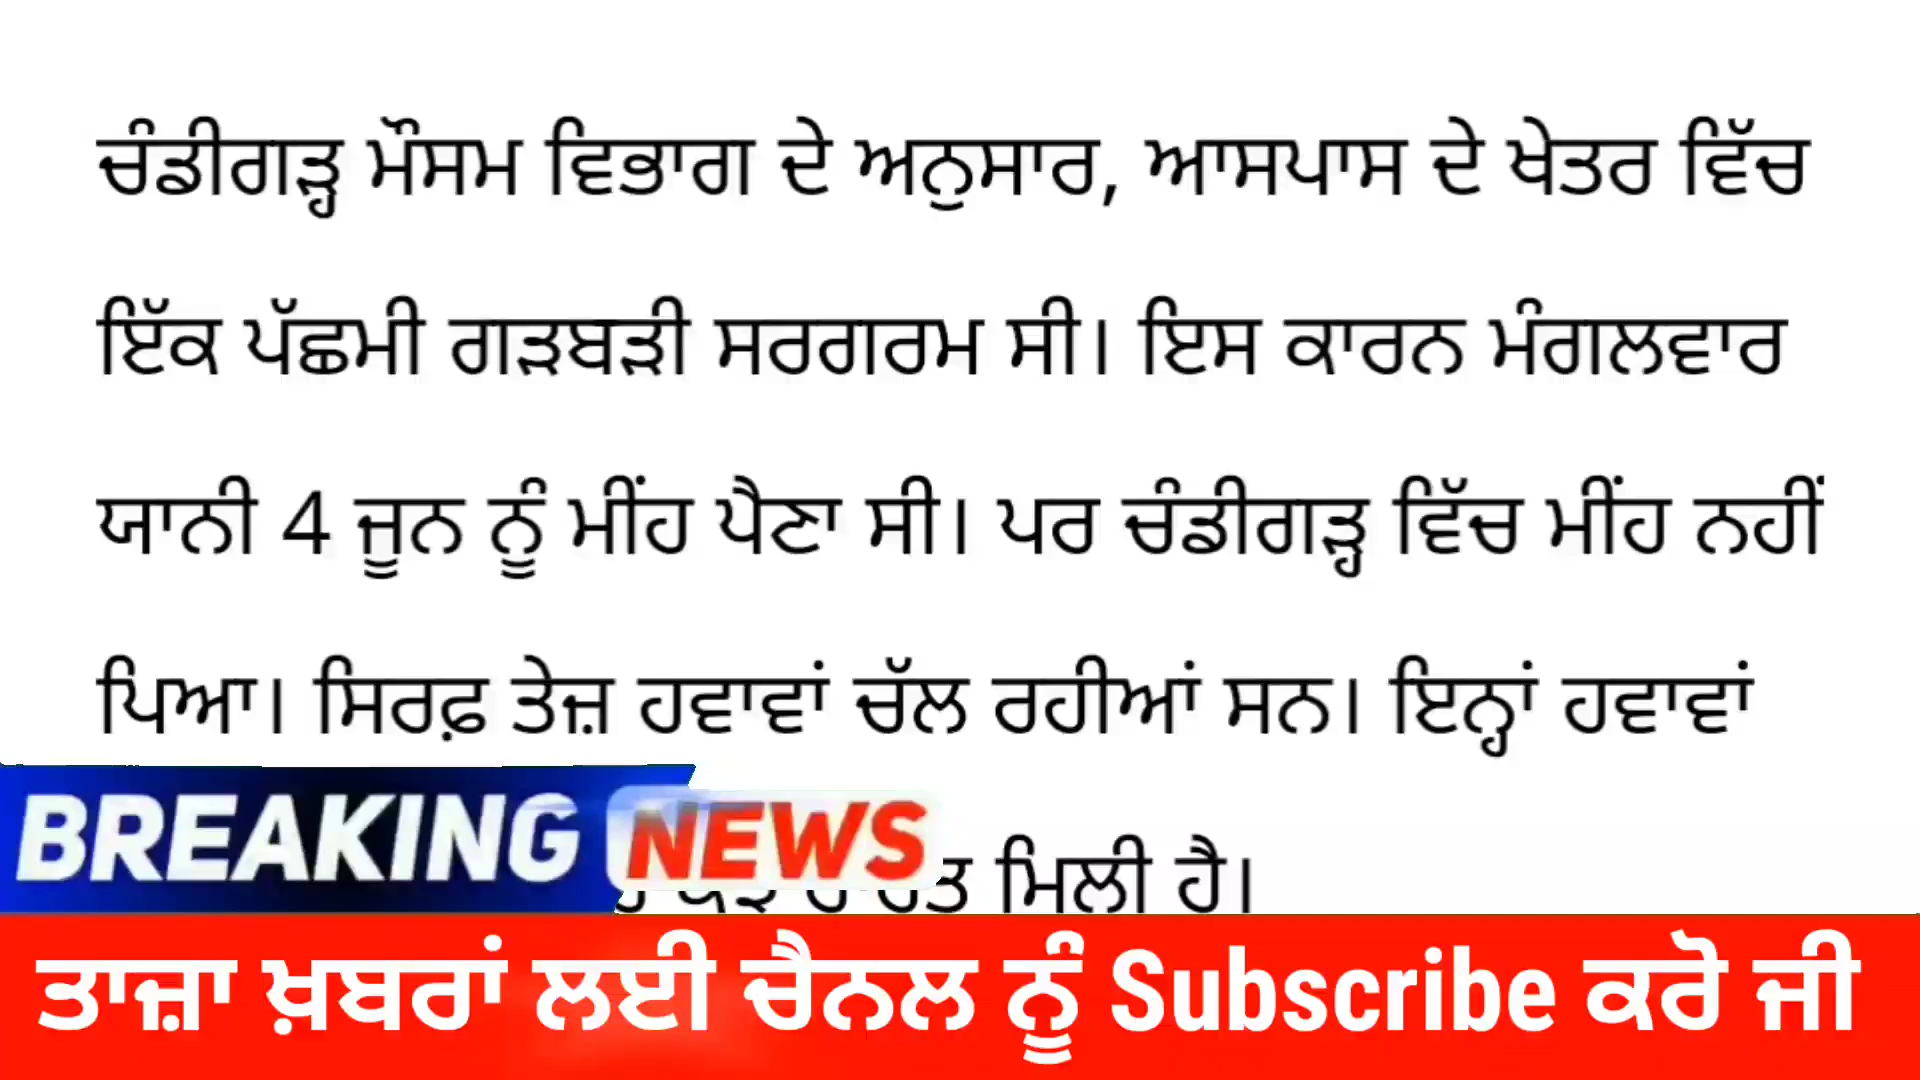 ਚੰਡੀਗੜ੍ਹ ਮੌਸਮ ਵਿਭਾਗ ਦੇ ਅਨੁਸਾਰ, ਆਸਪਾਸ ਦੇ ਖੇਤਰ ਵਿੱਚ
ਇੱਕ ਪੱਛਮੀ ਗੜਬੜੀ ਸਰਗਰਮ ਸੀ। ਇਸ ਕਾਰਨ ਮੰਗਲਵਾਰ
ਯਾਨੀ 4 ਜੂਨ ਨੂੰ ਮੀਂਹ ਪੈਣਾ ਸੀ। ਪਰ ਚੰਡੀਗੜ੍ਹ ਵਿੱਚ ਮੀਂਹ ਨਹੀਂ
ਪਿਆ। ਸਿਰਫ਼ ਤੇਜ਼ ਹਵਾਵਾਂ ਚੱਲ ਰਹੀਆਂ ਸਨ। ਇਨ੍ਹਾਂ ਹਵਾਵਾਂ
ਮਿਲੀ ਹੈ।
BREAKING NEWS
ਤਾਜ਼ਾ ਖ਼ਬਰਾਂ ਲਈ ਚੈਨਲ ਨੂੰ Subscribe ਕਰੋ ਜੀ